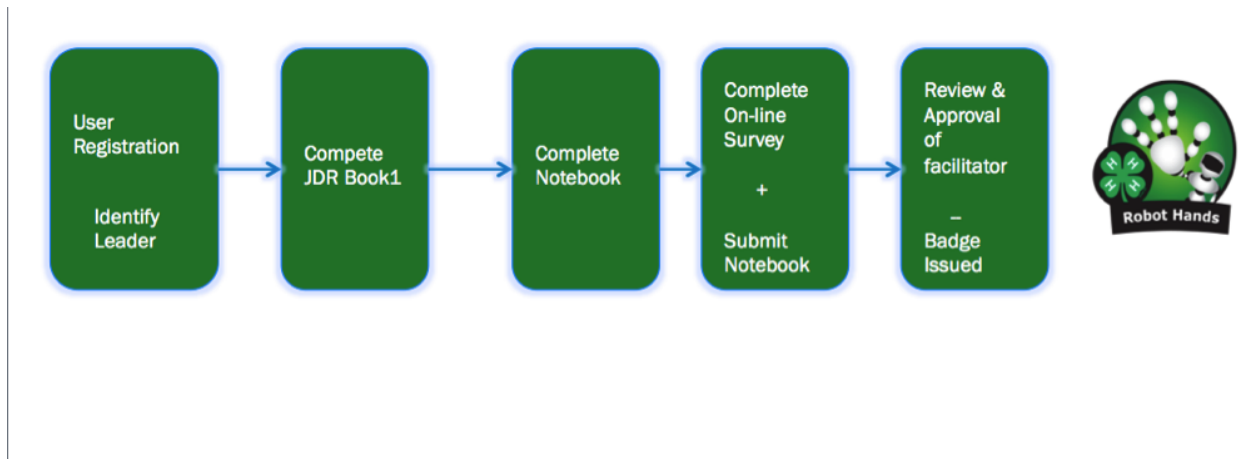 User
Registration
Identify
Leader
Compete
JDR Book1
Complete
Notebook
Complete
On-line
Survey
+
Submit
Notebook
Review &
Approval
of
facilitator
–
Badge
Issued
H H
H H
Robot Hands